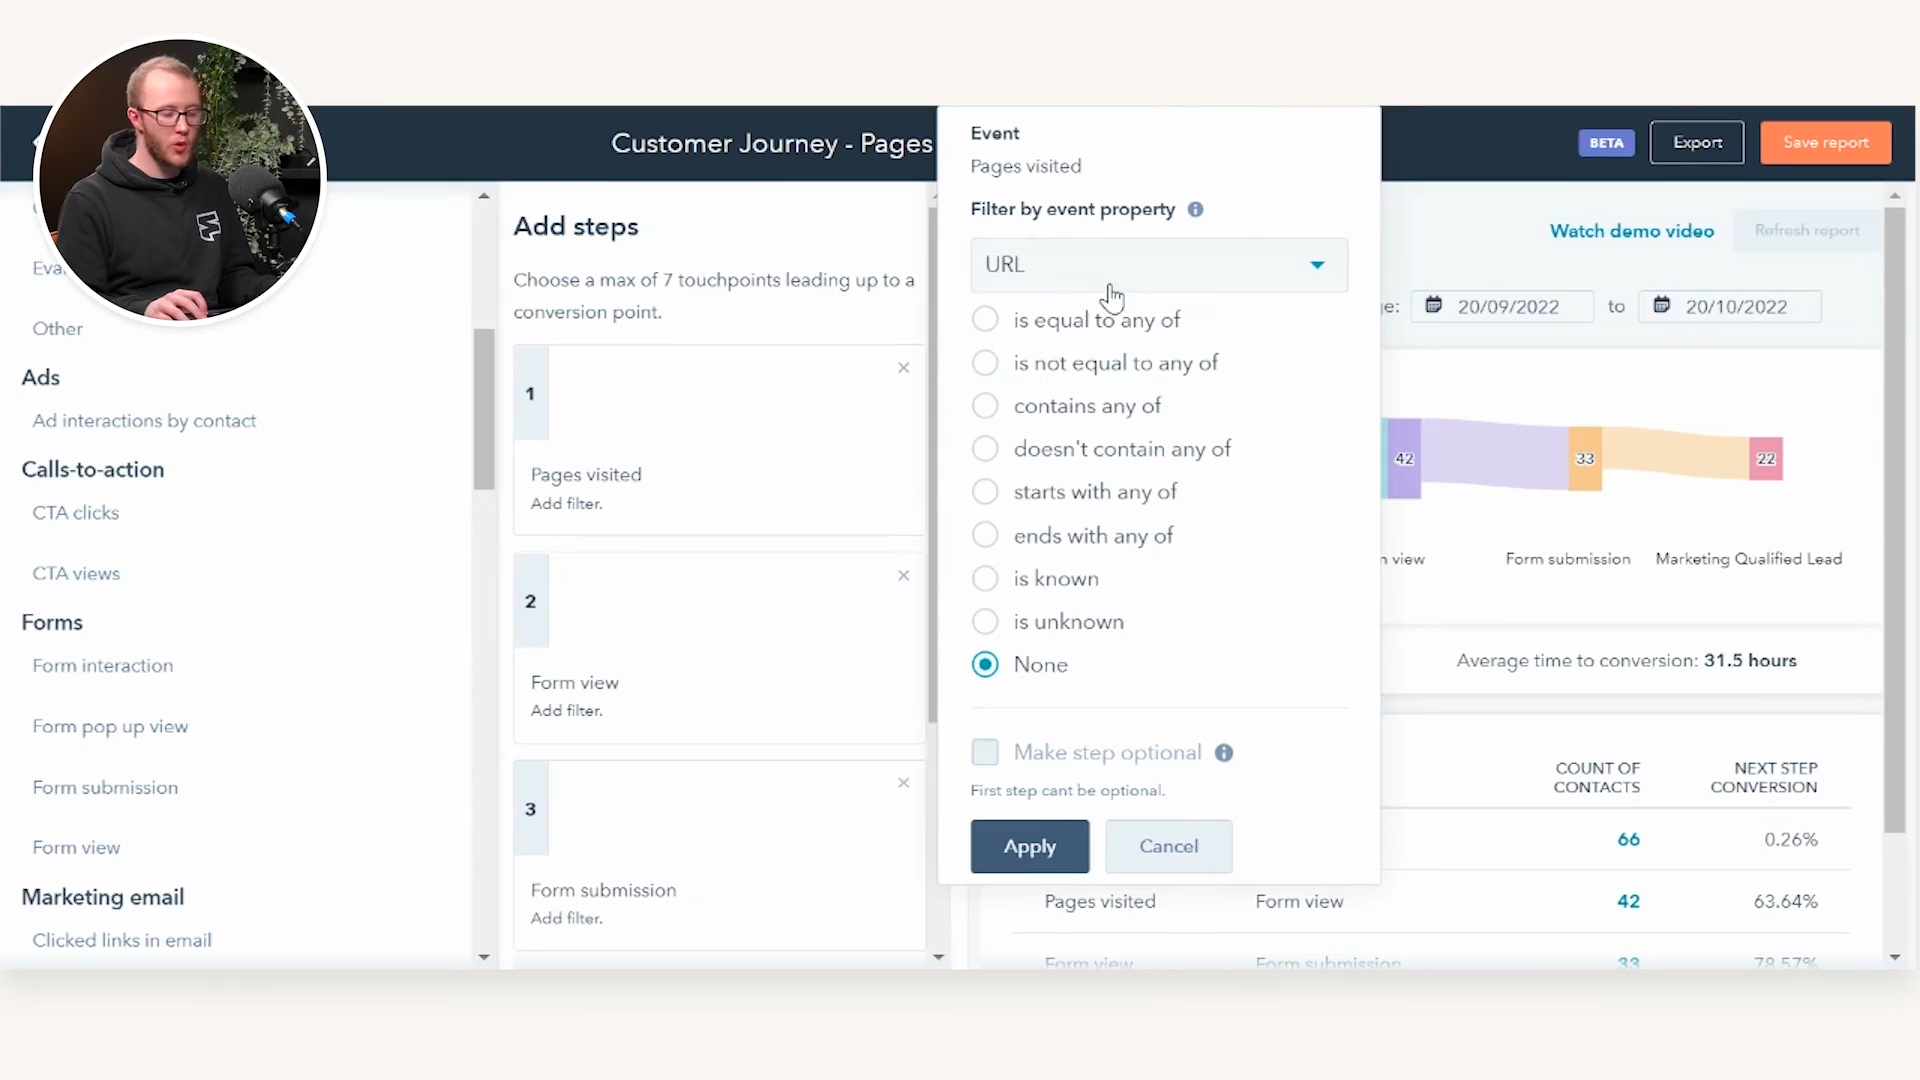 Customer Journey - Pages
BETA
Export
Save report
Other
Ads
Ad interactions by contact
Calls-to-action
CTA clicks
CTA views
Forms
Form interaction
Form pop up view
Form submission
Form view
Marketing email
Clicked links in email
Add steps
Choose a max of 7 touchpoints leading up to a
conversion point.
1
Pages visited
Add filter.
2
Form view
Add filter.
3
Form submission
Add filter.
Event
Pages visited
Filter by event property
URL
is equal to any of
is not equal to any of
contains any of
doesn't contain any of
starts with any of
ends with any of
is known
is unknown
None
Make step optional
First step cant be optional.
Apply
Cancel
Watch demo video
Refresh report
20/09/2022 to 20/10/2022
42 33 22
view Form submission Marketing Qualified Lead
Average time to conversion: 31.5 hours
COUNT OF CONTACTS
NEXT STEP CONVERSION
66 0.26%
Pages visited Form view 42 63.64%
Form view Form submission 33 78.57%